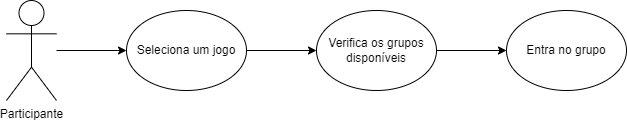 Seleciona um jogo
Verifica os grupos
disponíveis
Entra no grupo
Participante